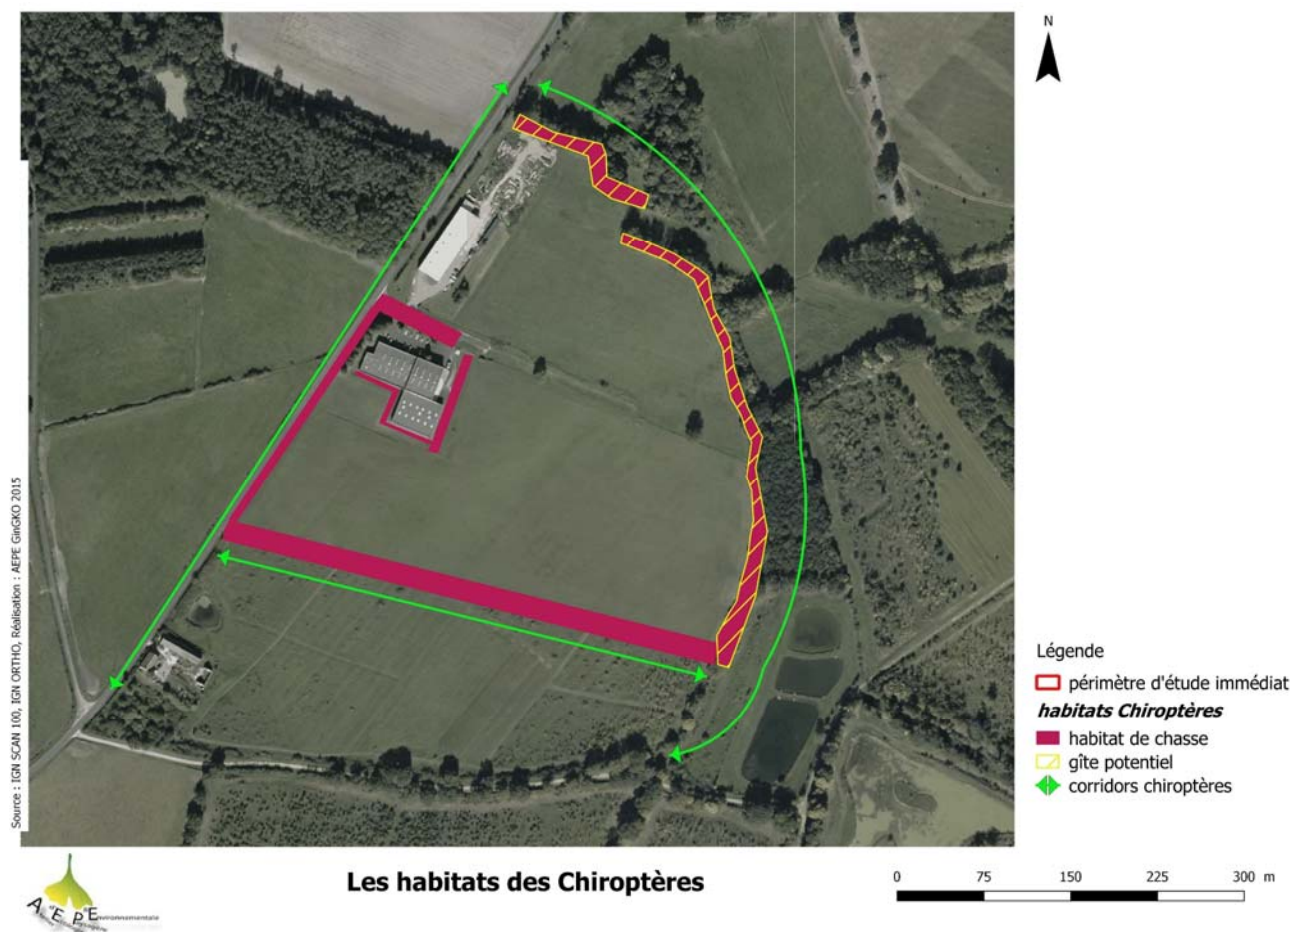 N
Source : IGN SCAN 100, IGN ORTHO, Réalisation : AEPE GinGKO 2015
Légende
périmètre d'étude immédiat
habitats Chiroptères
habitat de chasse
gîte potentiel
corridors chiroptères
Les habitats des Chiroptères
0 75 150 225 300 m
A E P E
Environnementale